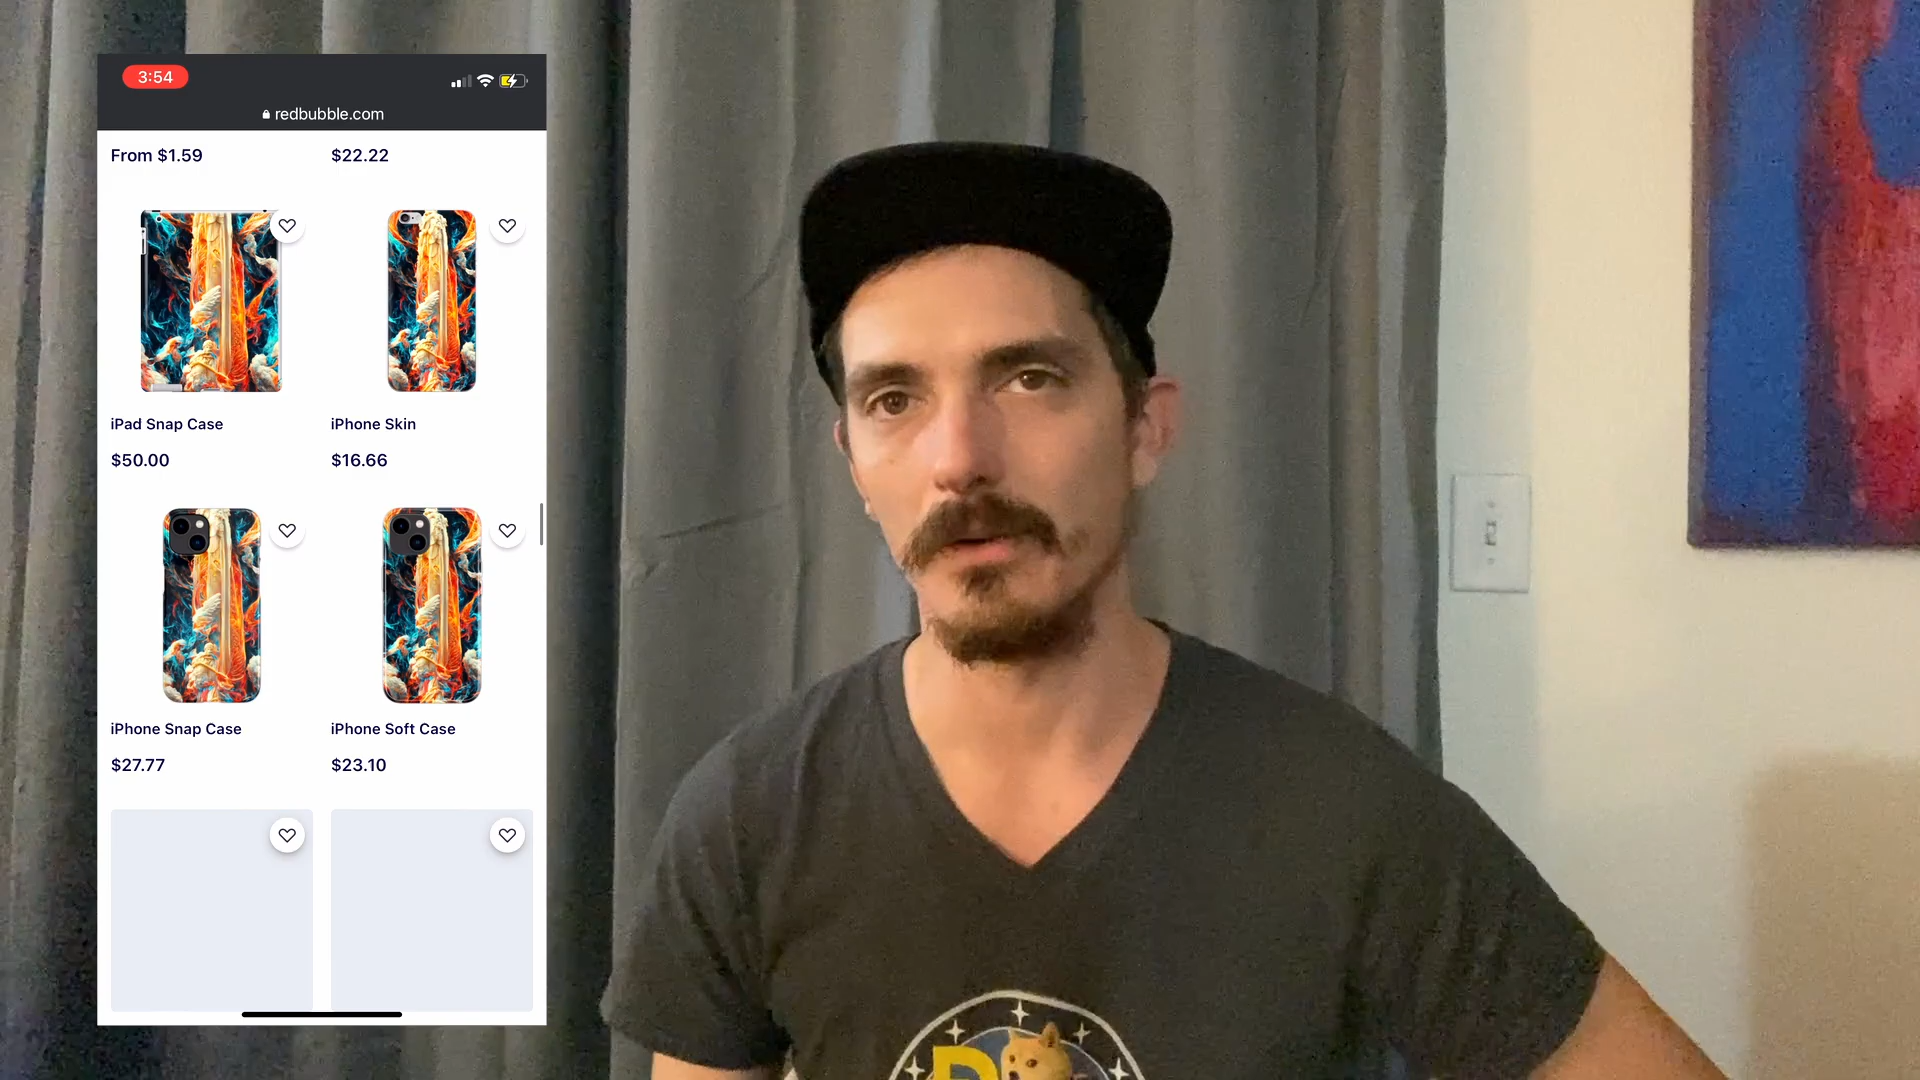 3:54
redbubble.com
From $1.59
$22.22
iPad Snap Case
iPhone Skin
$50.00
$16.66
iPhone Snap Case
iPhone Soft Case
$27.77
$23.10